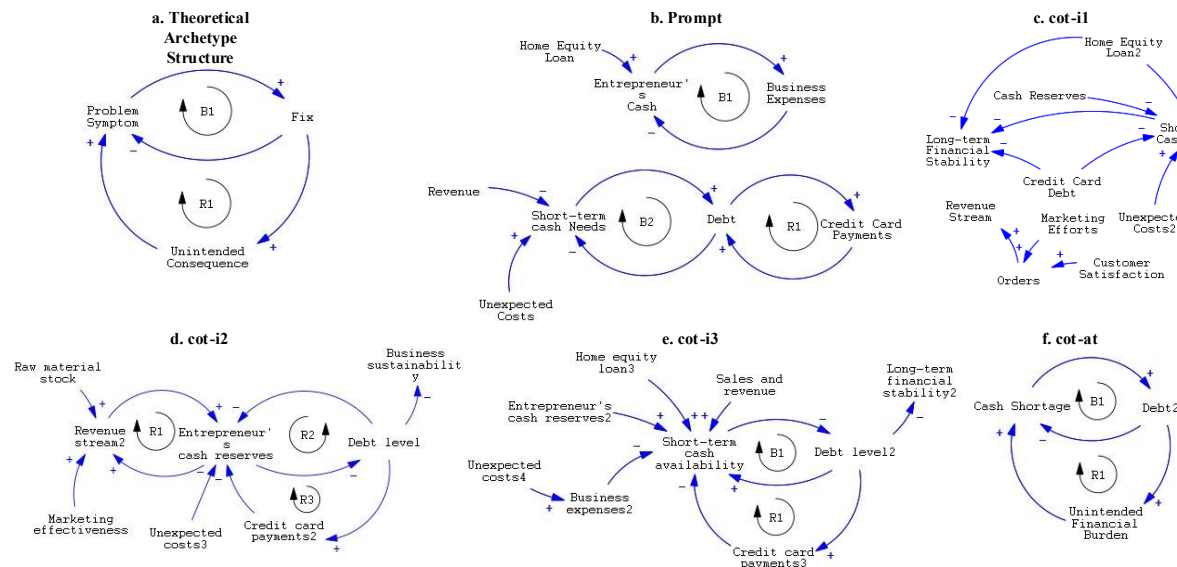 a. Theoretical
Archetype
Structure
Problem
Symptom
+
B1
Fix
+
−
R1
Unintended
Consequence
+
b. Prompt
Home Equity
Loan
+
+
Entrepreneur's
Cash
B1
Business
Expenses
−
Revenue
−
+
+
Short-term
cash Needs
B2
Debt
R1
Credit Card
Payments
+
−
+
Unexpected
Costs
c. cot-i1
Home Equity
Loan2
+
Cash Reserves
−
−
−
Long-term
Financial
Stability
−
−
+
Credit Card
Debt
Revenue
Stream
Marketing
Efforts
Unexpected
Costs2
+
+
+
Customer
Satisfaction
Orders
d. cot-i2
Raw material
stock
Business
sustainabilit
y
−
+
+
−
Revenue
stream2
R1
Entrepreneur's
cash reserves
R2
Debt level
+
+
−
−
−
R3
Marketing
effectiveness
Unexpected
costs3
Credit card
payments2
+
e. cot-i3
Home equity
loan3
Sales and
revenue
Long-term
financial
stability2
−
Entrepreneur's
cash reserves2
+
++
−
Short-term
cash
availability
B1
Debt level2
−
Unexpected
costs4
+
Business
expenses2
−
+
R1
Credit card
payments3
+
f. cot-at
+
B1
Cash Shortage
Debt2
+
−
R1
Unintended
Financial
Burden
+